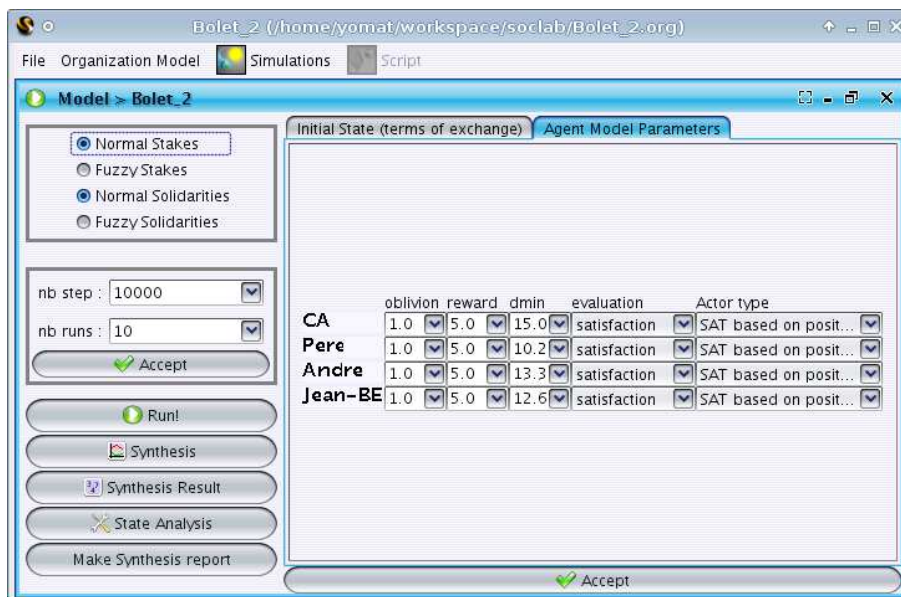 Bolet_2 (/home/yomat/workspace/soclab/Bolet_2.org)
File Organization Model Simulations Script
Model > Bolet_2
Normal Stakes
Fuzzy Stakes
Normal Solidarities
Fuzzy Solidarities
nb step : 10000
nb runs : 10
Accept
Run!
Synthesis
Synthesis Result
State Analysis
Make Synthesis report
Initial State (terms of exchange) Agent Model Parameters
oblivion reward dmin evaluation Actor type
CA 1.0 5.0 15.0 satisfaction SAT based on posit...
Pere 1.0 5.0 10.2 satisfaction SAT based on posit...
Andre 1.0 5.0 13.3 satisfaction SAT based on posit...
Jean-BE 1.0 5.0 12.6 satisfaction SAT based on posit...
Accept